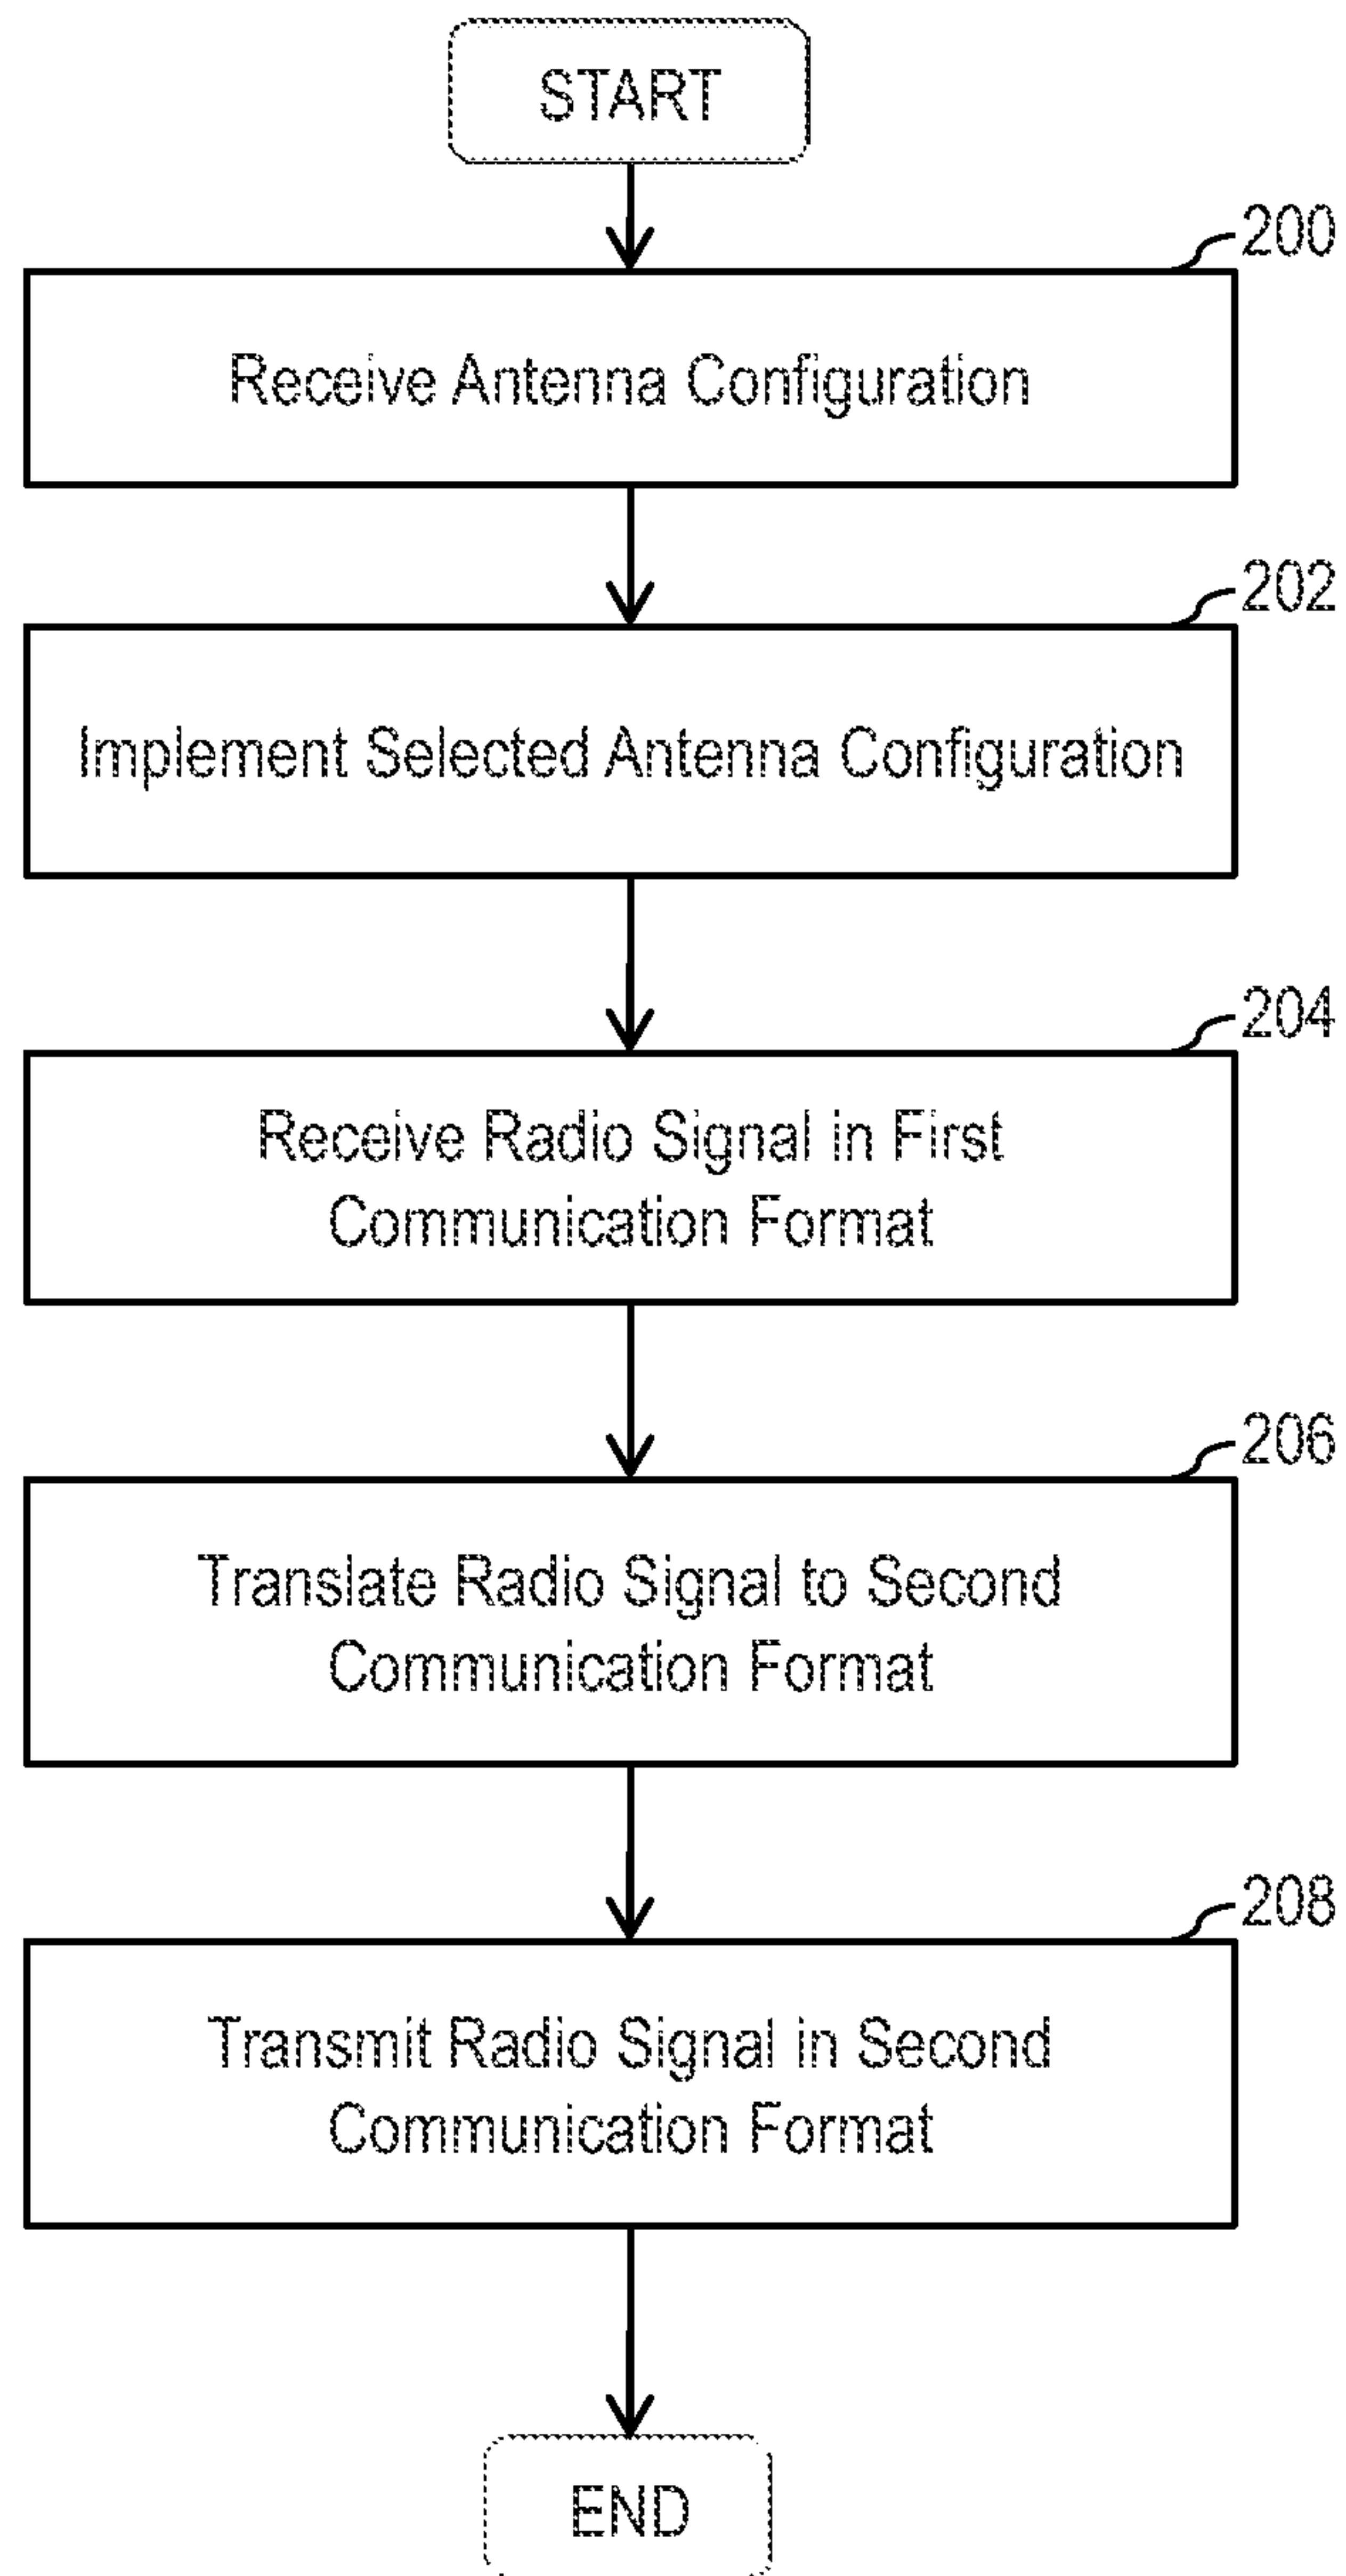 START
200
Receive Antenna Configuration
202
Implement Selected Antenna Configuration
204
Receive Radio Signal in First
Communication Format
206
Translate Radio Signal to Second
Communication Format
208
Transmit Radio Signal in Second
Communication Format
END